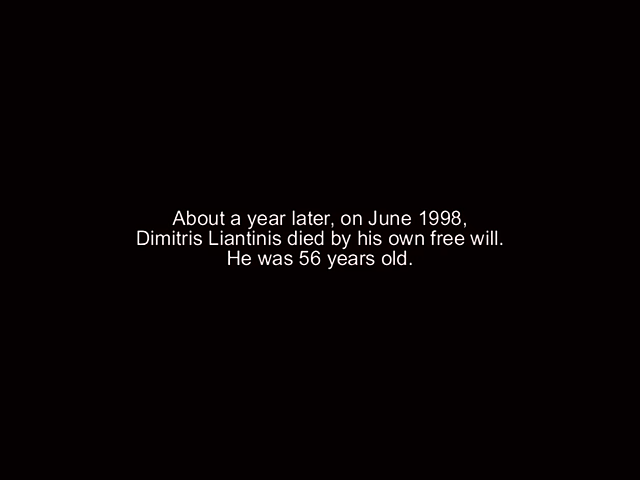 About a year later, on June 1998,
Dimitris Liantinis died by his own free will.
He was 56 years old.